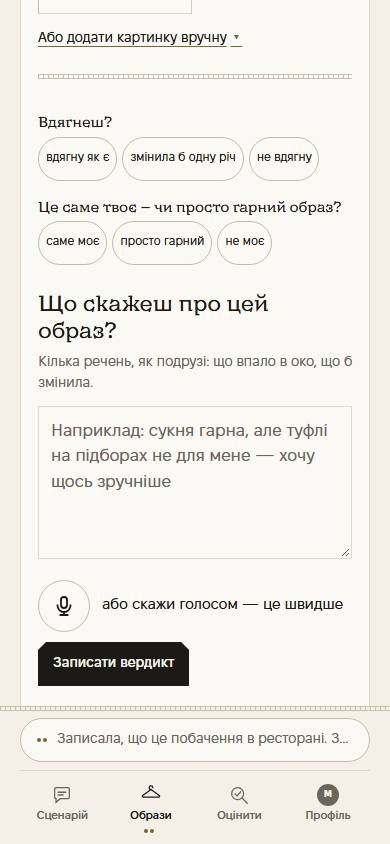 Або додати картинку вручну
Вдягнеш?
вдягну як є
змінила б одну річ
не вдягну
Це саме твоє — чи просто гарний образ?
саме моє
просто гарний
не моє
Що скажеш про цей
образ?
Кілька речень, як подрузі: що впало в око, що б
змінила.
Наприклад: сукня гарна, але туфлі
на підборах не для мене — хочу
щось зручніше
або скажи голосом — це швидше
Записати вердикт
Записала, що це побачення в ресторані. З...
Сценарій
Образи
Оцінити
М
Профіль